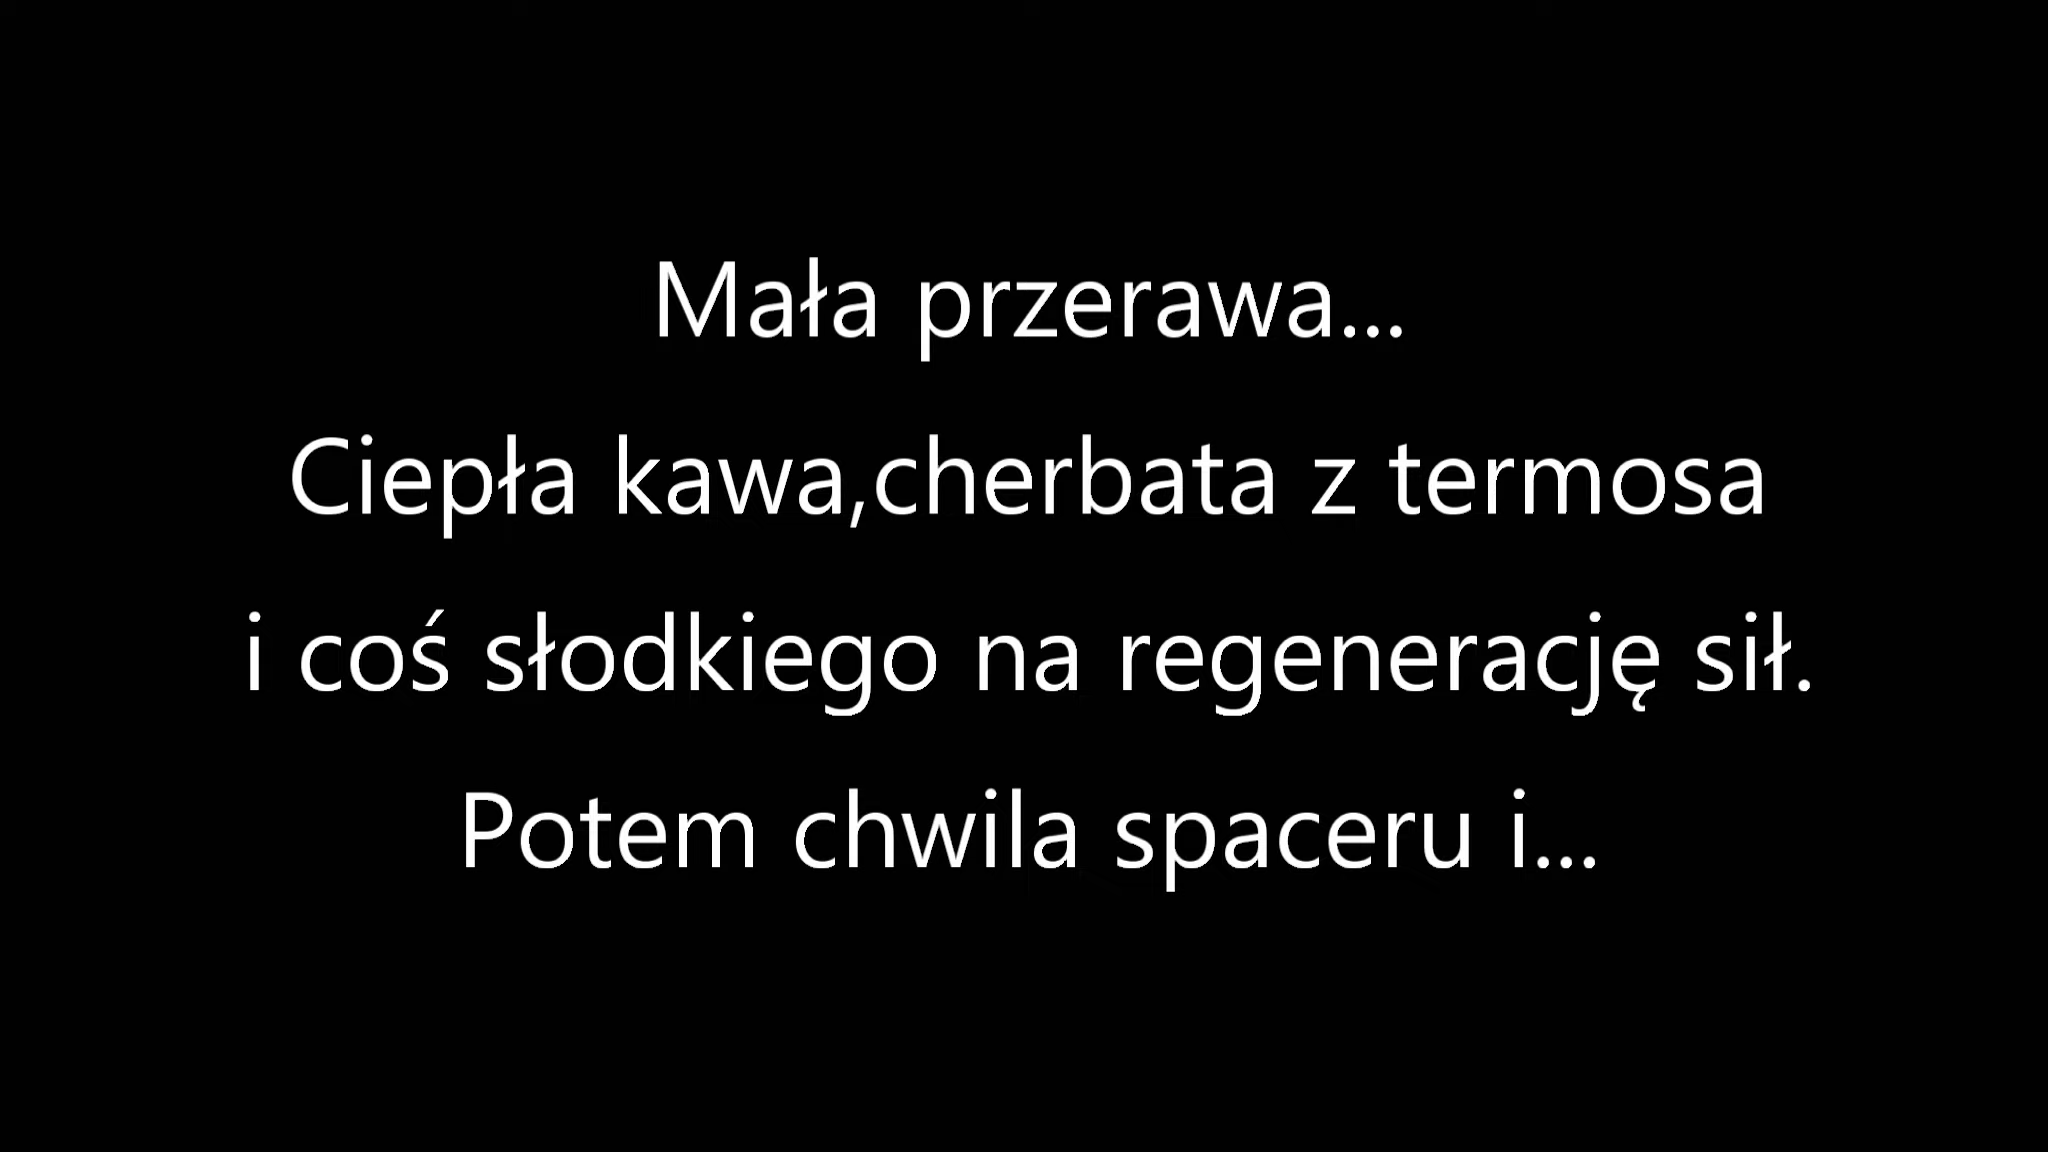 Mała przerawa...
Ciepła kawa,cherbata z termosa
i coś słodkiego na regenerację sił.
Potem chwila spaceru i...